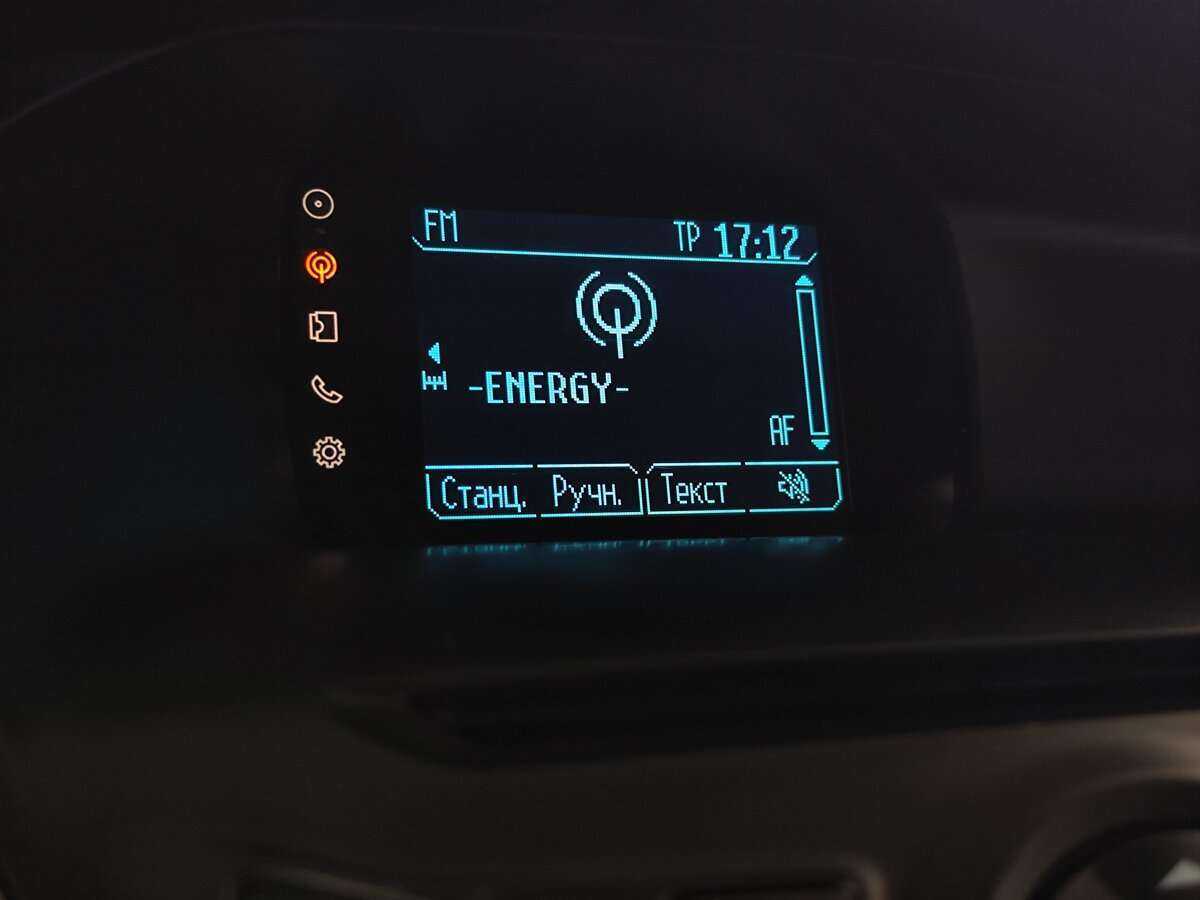 FM TP 17:12
-ENERGY-
AF
Станц. Ручн. Текст